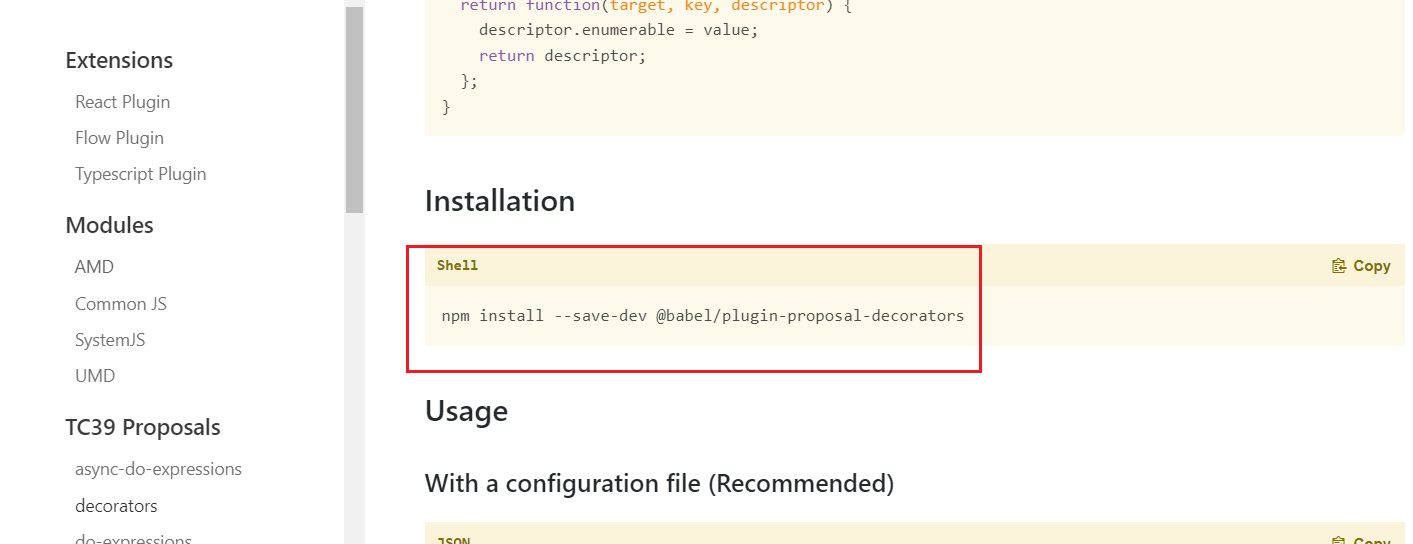 Extensions
React Plugin
Flow Plugin
Typescript Plugin
Modules
AMD
Common JS
SystemJS
UMD
TC39 Proposals
async-do-expressions
decorators
do-expressions
return function(target, key, descriptor) {
descriptor.enumerable = value;
return descriptor;
};
}
Installation
Shell
Copy
npm install --save-dev @babel/plugin-proposal-decorators
Usage
With a configuration file (Recommended)
JSON
Copy